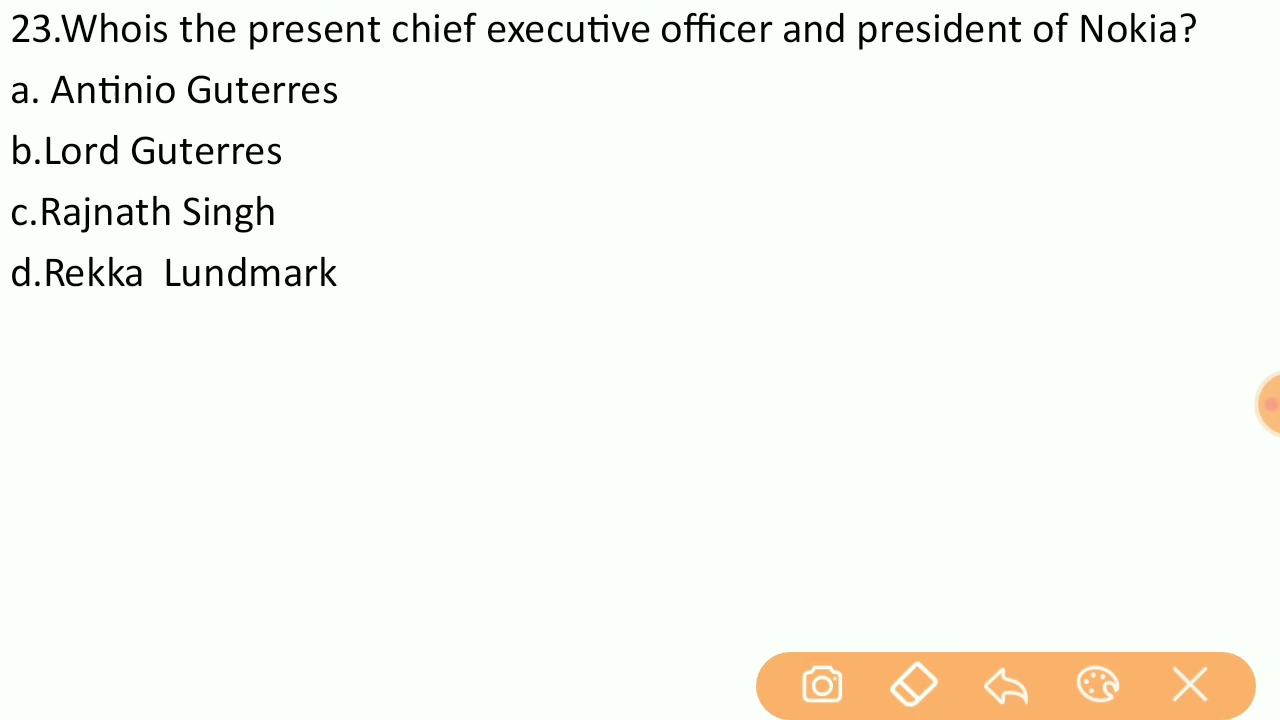 23.Whois the present chief executive officer and president of Nokia?
a. Antinio Guterres
b.Lord Guterres
c.Rajnath Singh
d.Rekka  Lundmark